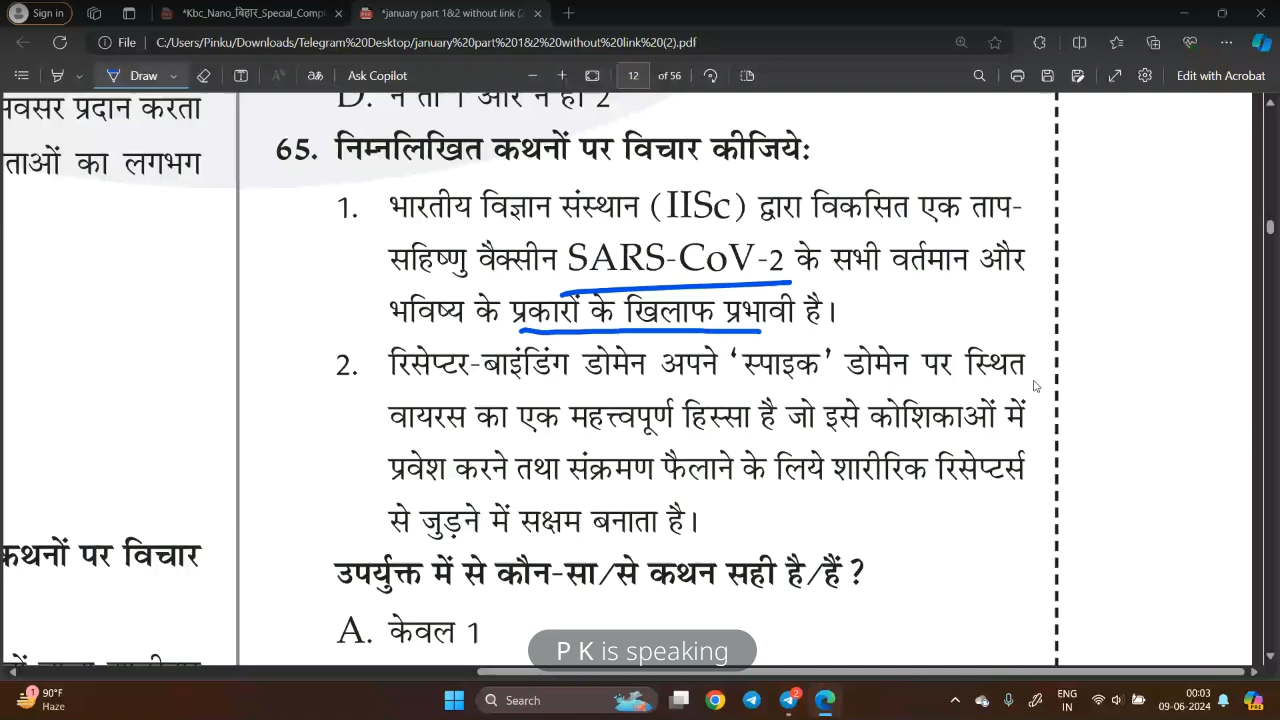 Sign in
*Kbc_Nano_बिहार_Special_Compl
*january part 1&2 without link (2
File
C:/Users/Pinku/Downloads/Telegram%20Desktop/january%20part%201&2%20without%20link%20(2).pdf
Draw
Ask Copilot
12 of 56
Edit with Acrobat
ताओं का लगभग
कथनों पर विचार
65. निम्नलिखित कथनों पर विचार कीजियेः
1. भारतीय विज्ञान संस्थान (IISc) द्वारा विकसित एक ताप-
सहिष्णु वैक्सीन SARS-CoV-2 के सभी वर्तमान और
भविष्य के प्रकारों के खिलाफ प्रभावी है।
2. रिसेप्टर-बाइंडिंग डोमेन अपने ‘स्पाइक’ डोमेन पर स्थित
वायरस का एक महत्त्वपूर्ण हिस्सा है जो इसे कोशिकाओं में
प्रवेश करने तथा संक्रमण फैलाने के लिये शारीरिक रिसेप्टर्स
से जुड़ने में सक्षम बनाता है।
उपर्युक्त में से कौन-सा/से कथन सही है/हैं ?
A. केवल 1
P K is speaking
90°F
Haze
Search
ENG
IN
00:03
09-06-2024